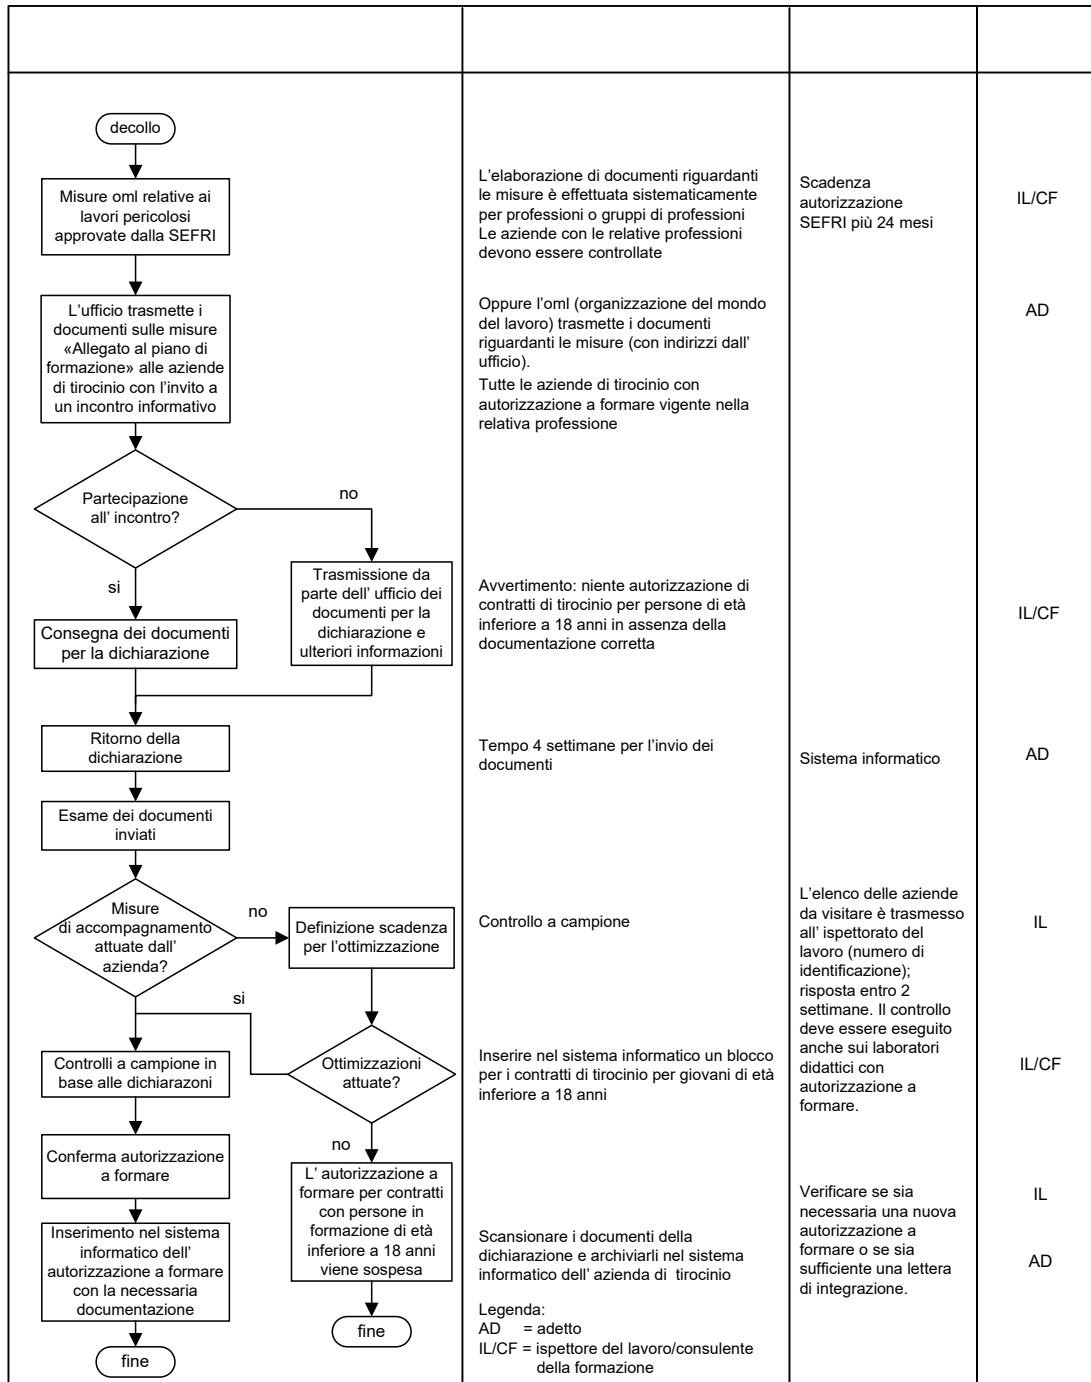 decollo
Misure oml relative ai
lavori pericolosi
approvate dalla SEFRI
L'elaborazione di documenti riguardanti
le misure è effettuata sistematicamente
per professioni o gruppi di professioni
Le aziende con le relative professioni
devono essere controllate
Scadenza
autorizzazione
SEFRI più 24 mesi
IL/CF
L'ufficio trasmette i
documenti sulle misure
«Allegato al piano di
formazione» alle aziende
di tirocinio con l'invito a
un incontro informativo
Oppure l'oml (organizzazione del mondo
del lavoro) trasmette i documenti
riguardanti le misure (con indirizzi dall'
ufficio).
Tutte le aziende di tirocinio con
autorizzazione a formare vigente nella
relativa professione
AD
Partecipazione
all' incontro?
no
si
Trasmissione da
parte dell' ufficio dei
documenti per la
dichiarazione e
ulteriori informazioni
Consegna dei documenti
per la dichiarazione
Avvertimento: niente autorizzazione di
contratti di tirocinio per persone di età
inferiore a 18 anni in assenza della
documentazione corretta
IL/CF
Ritorno della
dichiarazione
Tempo 4 settimane per l'invio dei
documenti
Sistema informatico
AD
Esame dei documenti
inviati
Misure
di accompagnamento
attuate dall'
azienda?
no
Definizione scadenza
per l'ottimizzazione
si
Controllo a campione
L'elenco delle aziende
da visitare è trasmesso
all' ispettorato del
lavoro (numero di
identificazione);
risposta entro 2
settimane. Il controllo
deve essere eseguito
anche sui laboratori
didattici con
autorizzazione a
formare.
IL
Controlli a campione in
base alle dichiarazoni
Ottimizzazioni
attuate?
Inserire nel sistema informatico un blocco
per i contratti di tirocinio per giovani di età
inferiore a 18 anni
IL/CF
no
Conferma autorizzazione
a formare
L' autorizzazione a
formare per contratti
con persone in
formazione di età
inferiore a 18 anni
viene sospesa
Verificare se sia
necessaria una nuova
autorizzazione a
formare o se sia
sufficiente una lettera
di integrazione.
IL
Inserimento nel sistema
informatico dell'
autorizzazione a formare
con la necessaria
documentazione
Scansionare i documenti della
dichiarazione e archiviarli nel sistema
informatico dell' azienda di tirocinio
AD
fine
fine
Legenda:
AD = adetto
IL/CF = ispettore del lavoro/consulente
della formazione